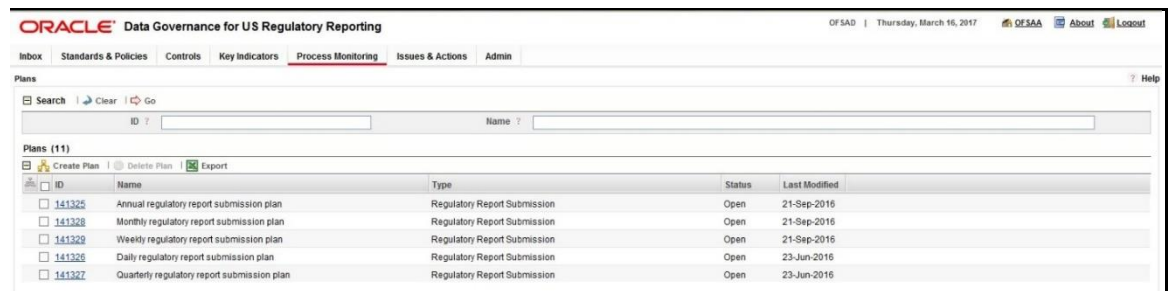 ORACLE® Data Governance for US Regulatory Reporting OFSAD | Thursday, March 16, 2017 OFSAA About Logout
Inbox Standards & Policies Controls Key Indicators Process Monitoring Issues & Actions Admin
Plans ? Help
Search | Clear | Go
ID ? Name ?
Plans (11)
Create Plan | Delete Plan | Export
ID Name Type Status Last Modified
141325 Annual regulatory report submission plan Regulatory Report Submission Open 21-Sep-2016
141328 Monthly regulatory report submission plan Regulatory Report Submission Open 21-Sep-2016
141329 Weekly regulatory report submission plan Regulatory Report Submission Open 21-Sep-2016
141326 Daily regulatory report submission plan Regulatory Report Submission Open 23-Jun-2016
141327 Quarterly regulatory report submission plan Regulatory Report Submission Open 23-Jun-2016